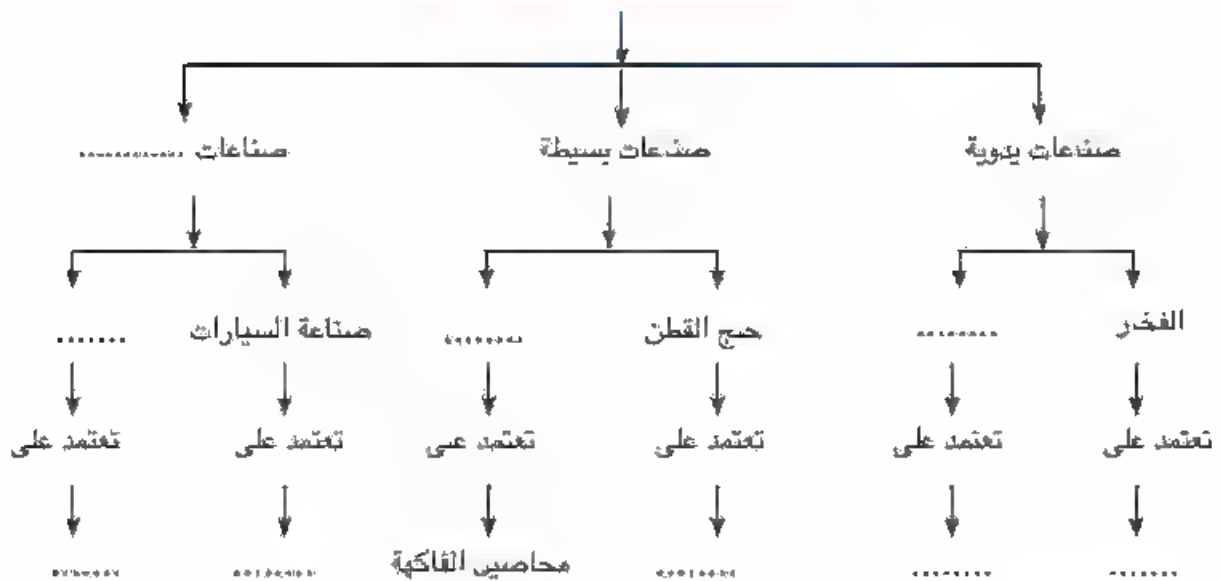 صناعات يدوية صناعات بسيطة صناعات ............
الفخار ......... حلج القطن ......... صناعة السيارات ........
تعتمد على تعتمد على تعتمد على تعتمد على تعتمد على تعتمد على
........ ......... ......... محاصيل الفاكهة ......... ........